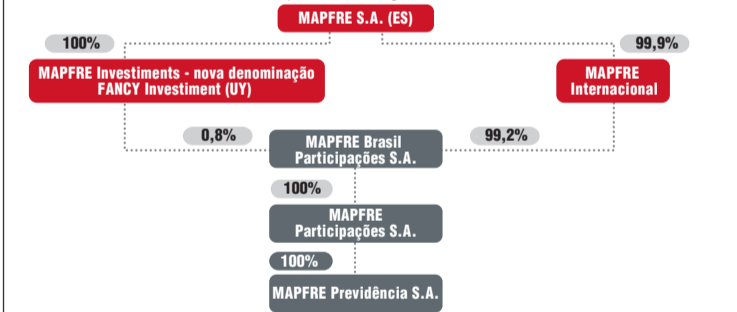 MAPFRE S.A. (ES)
100%
99,9%
MAPFRE Investiments - nova denominação
FANCY Investiment (UY)
MAPFRE
Internacional
0,8%
99,2%
MAPFRE Brasil
Participações S.A.
100%
MAPFRE
Participações S.A.
100%
MAPFRE Previdência S.A.